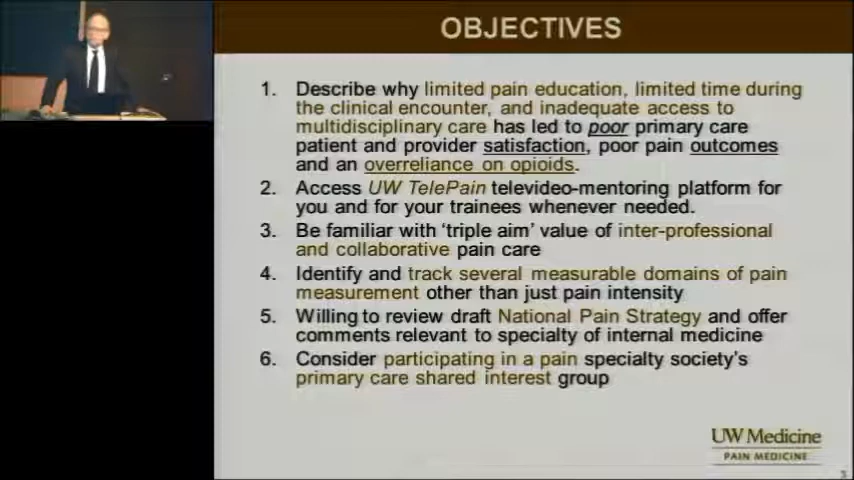 OBJECTIVES
1. Describe why limited pain education, limited time during
the clinical encounter, and inadequate access to
multidisciplinary care has led to poor primary care
patient and provider satisfaction, poor pain outcomes
and an overreliance on opioids.
2. Access UW TelePain televideo-mentoring platform for
you and for your trainees whenever needed.
3. Be familiar with ‘triple aim’ value of inter-professional
and collaborative pain care
4. Identify and track several measurable domains of pain
measurement other than just pain intensity
5. Willing to review draft National Pain Strategy and offer
comments relevant to specialty of internal medicine
6. Consider participating in a pain specialty society’s
primary care shared interest group
UW Medicine
PAIN MEDICINE